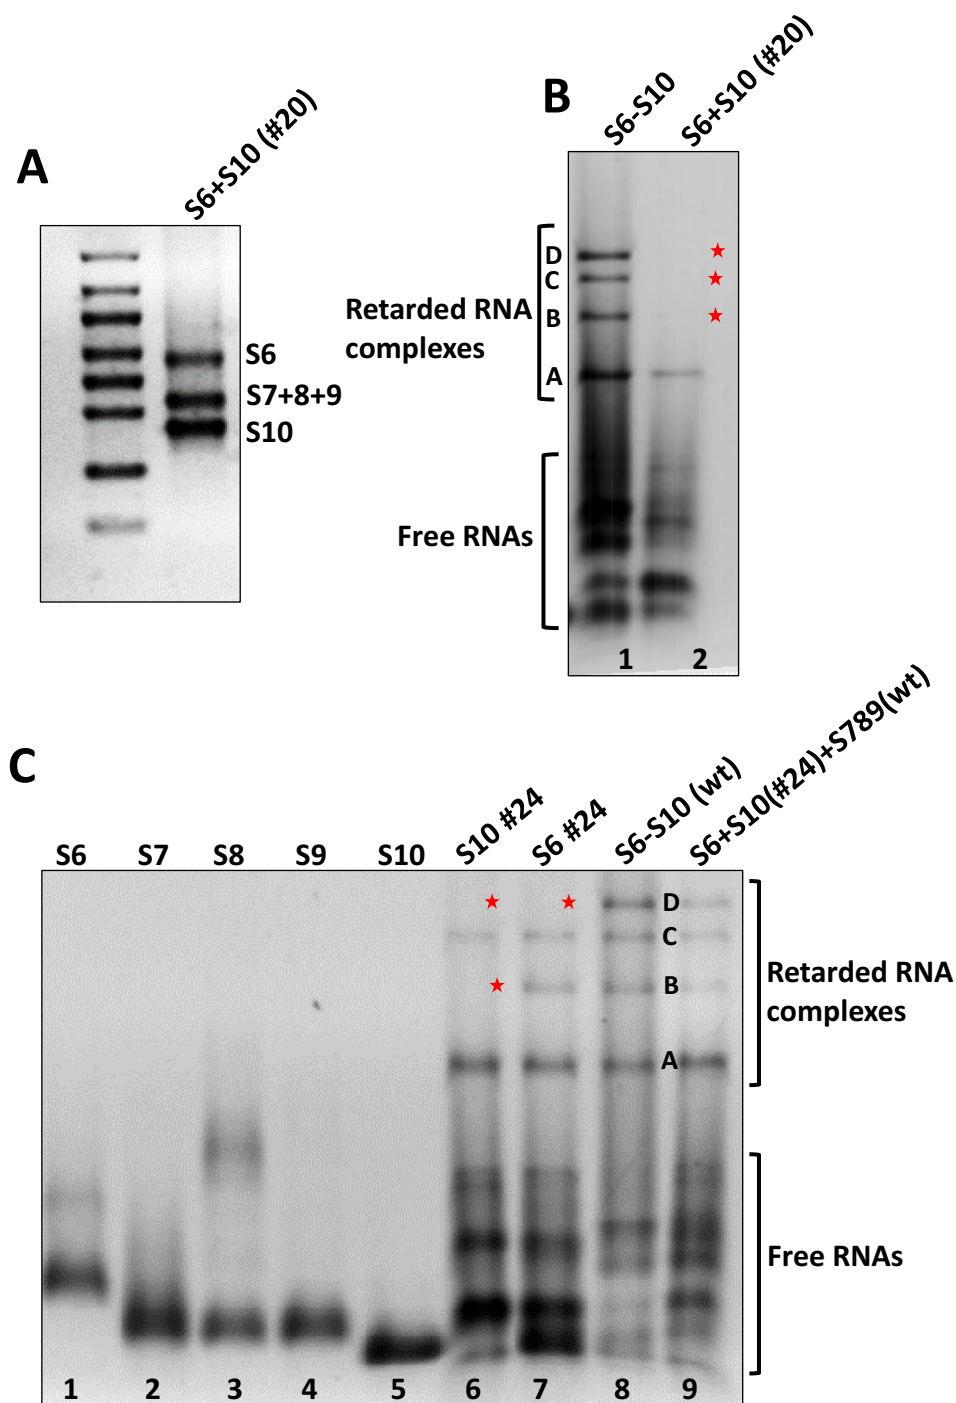 A
S6+S10 (#20)
S6
S7+8+9
S10
B
S6-S10
S6+S10 (#20)
D
C
B
A
Retarded RNA
complexes
Free RNAs
1
2
C
S6
S7
S8
S9
S10
S10 #24
S6 #24
S6-S10 (wt)
S6+S10(#24)+S789(wt)
D
C
B
A
Retarded RNA
complexes
Free RNAs
1
2
3
4
5
6
7
8
9